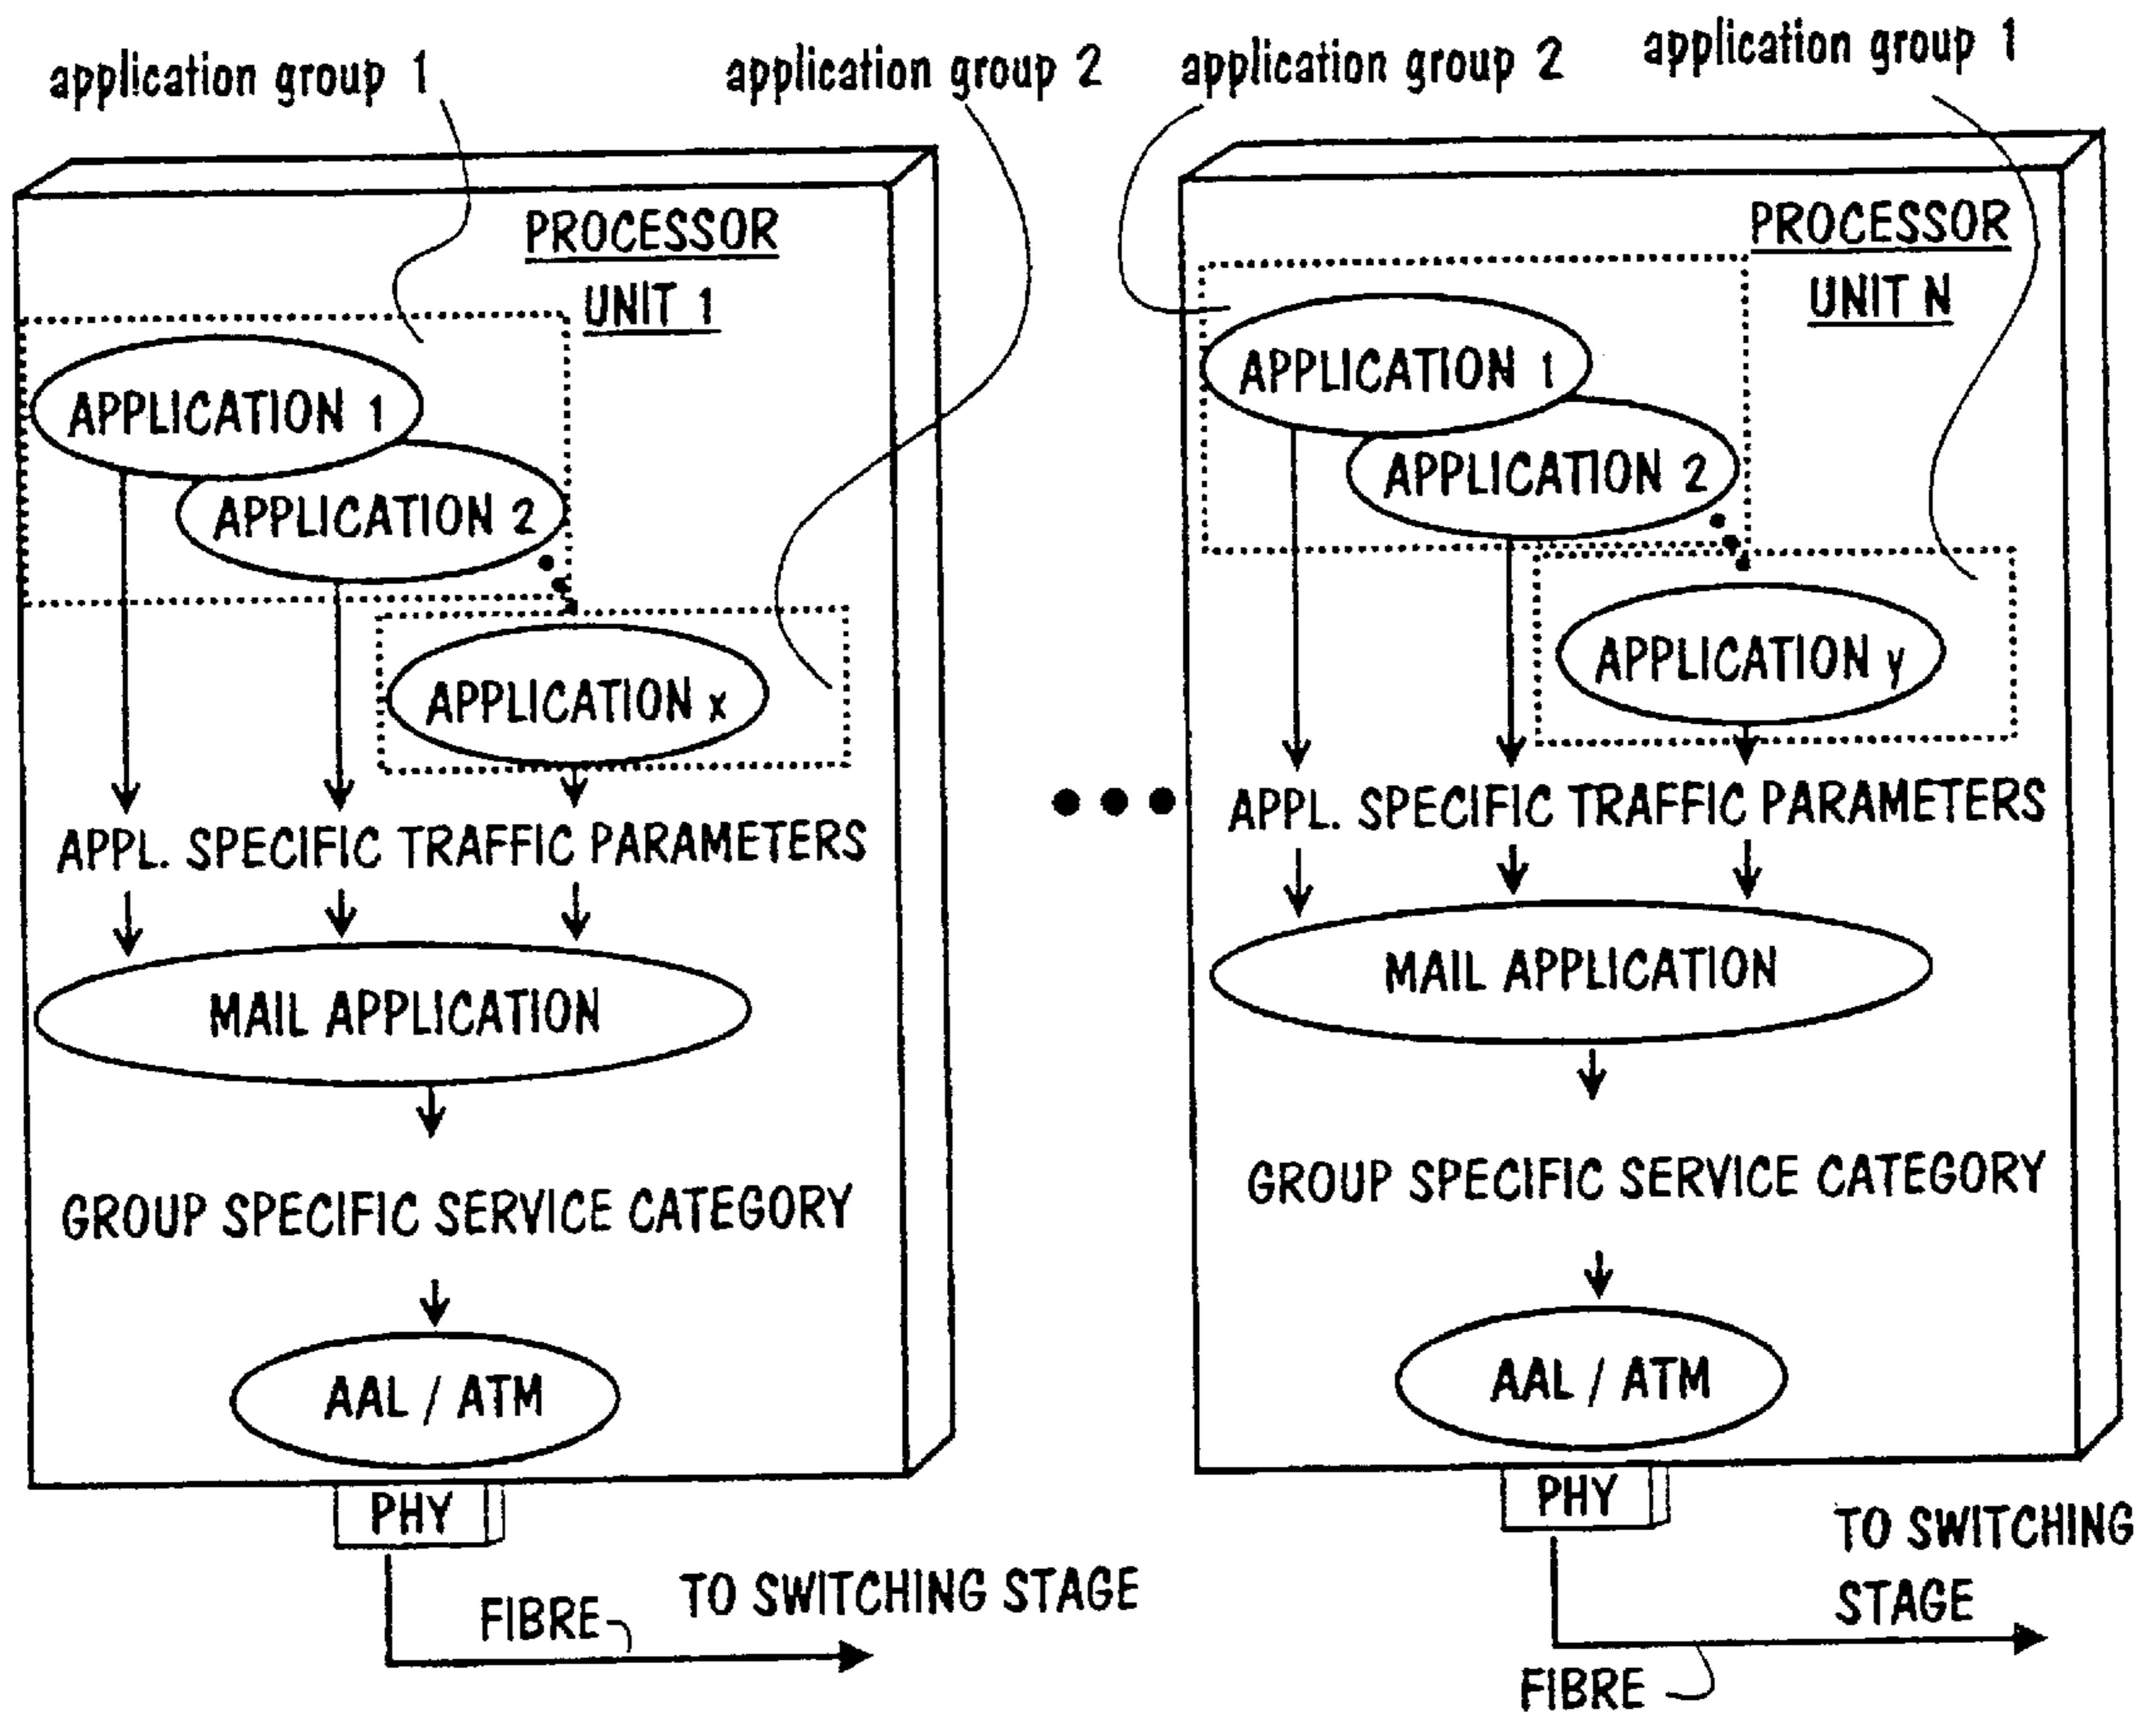 application group 1
application group 2
application group 2
application group 1
PROCESSOR
UNIT 1
APPLICATION 1
APPLICATION 2
APPLICATION x
APPL. SPECIFIC TRAFFIC PARAMETERS
MAIL APPLICATION
GROUP SPECIFIC SERVICE CATEGORY
AAL / ATM
PHY
FIBRE
TO SWITCHING STAGE
PROCESSOR
UNIT N
APPLICATION 1
APPLICATION 2
APPLICATION y
APPL. SPECIFIC TRAFFIC PARAMETERS
MAIL APPLICATION
GROUP SPECIFIC SERVICE CATEGORY
AAL / ATM
PHY
TO SWITCHING
STAGE
FIBRE